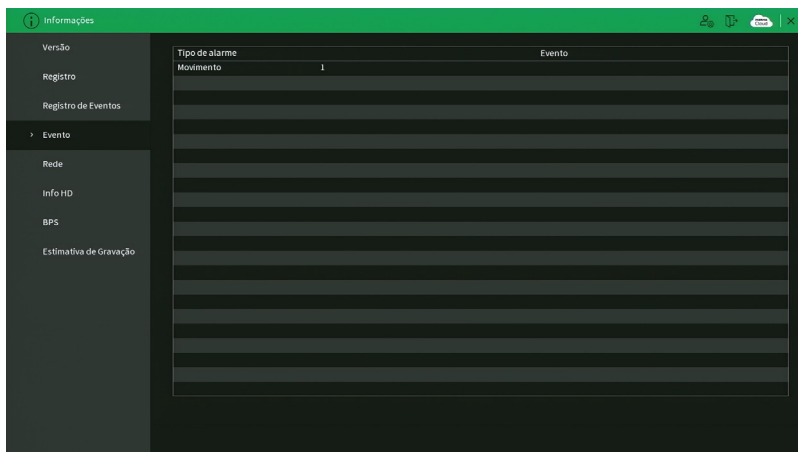 Informações
Cloud
Versão
Registro
Registro de Eventos
Evento
Rede
Info HD
BPS
Estimativa de Gravação
Tipo de alarme Evento
Movimento 1